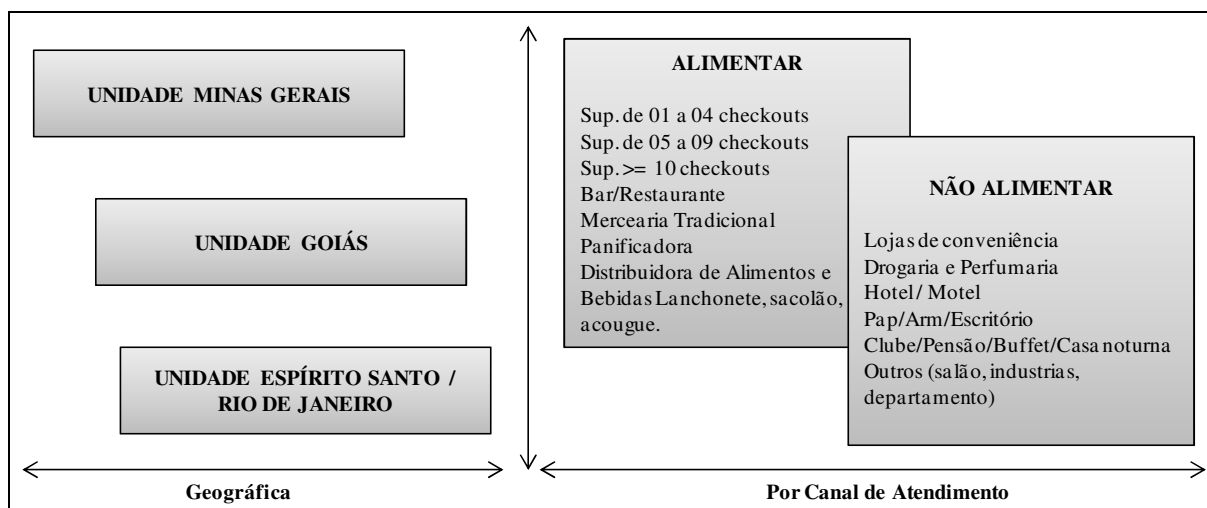 UNIDADE MINAS GERAIS
UNIDADE GOIÁS
UNIDADE ESPÍRITO SANTO /
RIO DE JANEIRO
Geográfica
ALIMENTAR
Sup. de 01 a 04 checkouts
Sup. de 05 a 09 checkouts
Sup. >= 10 checkouts
Bar/Restaurante
Mercearia Tradicional
Panificadora
Distribuidora de Alimentos e
Bebidas Lanchonete, sacolão,
acougue.
NÃO ALIMENTAR
Lojas de conveniência
Drogaria e Perfumaria
Hotel / Motel
Pap/Arm/Escritório
Clube/Pensão/Buffet/Casa noturna
Outros (salão, industrias,
departamento)
Por Canal de Atendimento